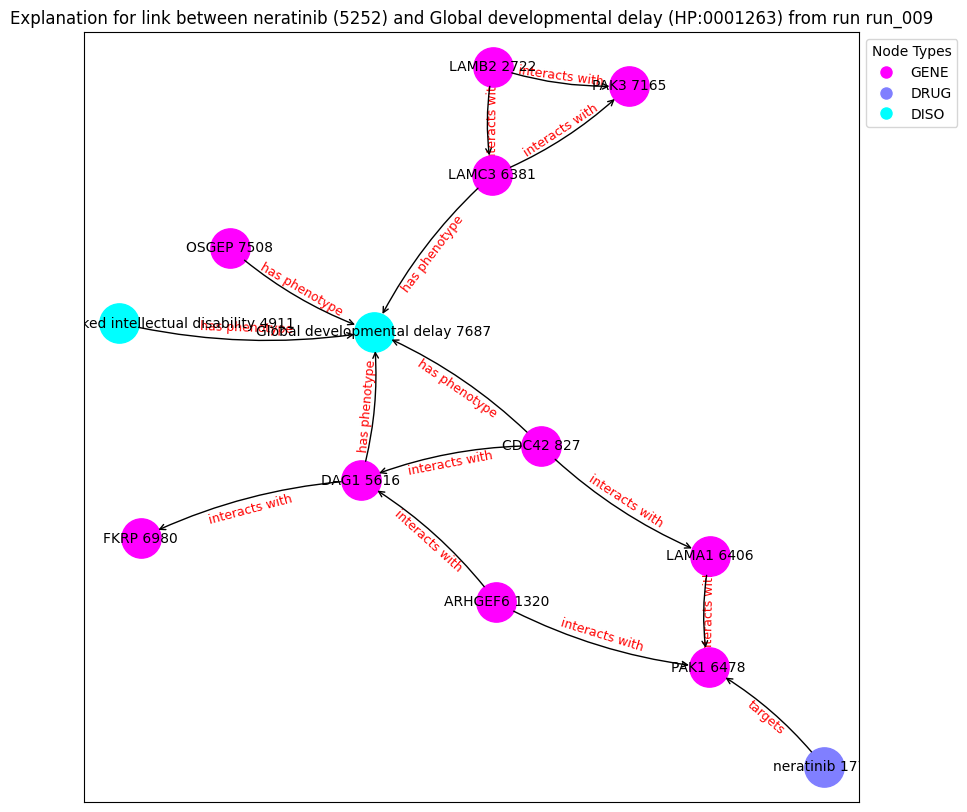 Explanation for link between neratinib (5252) and Global developmental delay (HP:0001263) from run run_009
Node Types
GENE
DRUG
DISO
LAMB2 2722
interacts with
PAK3 7165
interacts with
interacts with
LAMC3 6381
has phenotype
OSGEP 7508
has phenotype
intellectual disability 4911
has phenotype
Global developmental delay 7687
has phenotype
has phenotype
CDC42 827
interacts with
DAG1 5616
interacts with
interacts with
FKRP 6980
interacts with
LAMA1 6406
ARHGEF6 1320
interacts with
interacts with
PAK1 6478
targets
neratinib 17